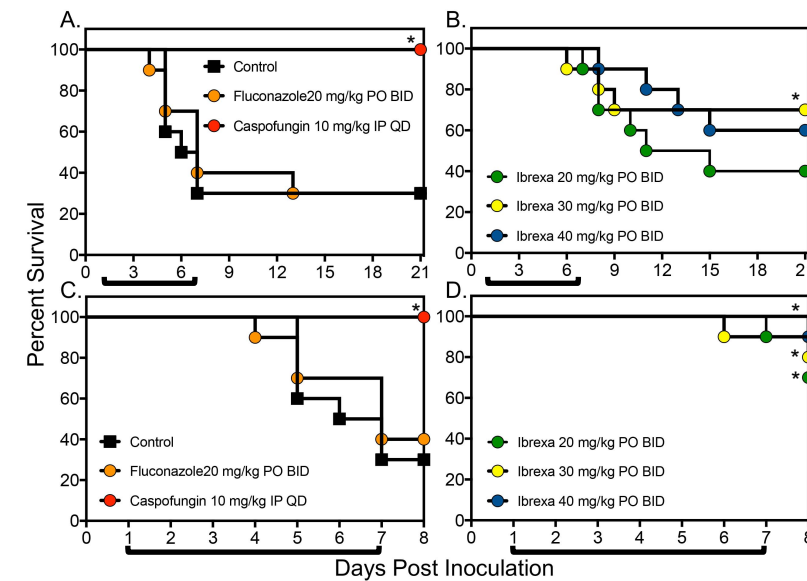 A.
*
100
80
60
40
20
0
Control
Fluconazole20 mg/kg PO BID
Caspofungin 10 mg/kg IP QD
0 3 6 9 12 15 18 21
B.
*
100
80
60
40
20
0
Ibrexa 20 mg/kg PO BID
Ibrexa 30 mg/kg PO BID
Ibrexa 40 mg/kg PO BID
0 3 6 9 12 15 18
Percent Survival
C.
*
100
80
60
40
20
0
Control
Fluconazole20 mg/kg PO BID
Caspofungin 10 mg/kg IP QD
0 1 2 3 4 5 6 7 8
D.
*
*
*
100
80
60
40
20
0
Ibrexa 20 mg/kg PO BID
Ibrexa 30 mg/kg PO BID
Ibrexa 40 mg/kg PO BID
0 1 2 3 4 5 6 7 8
Days Post Inoculation